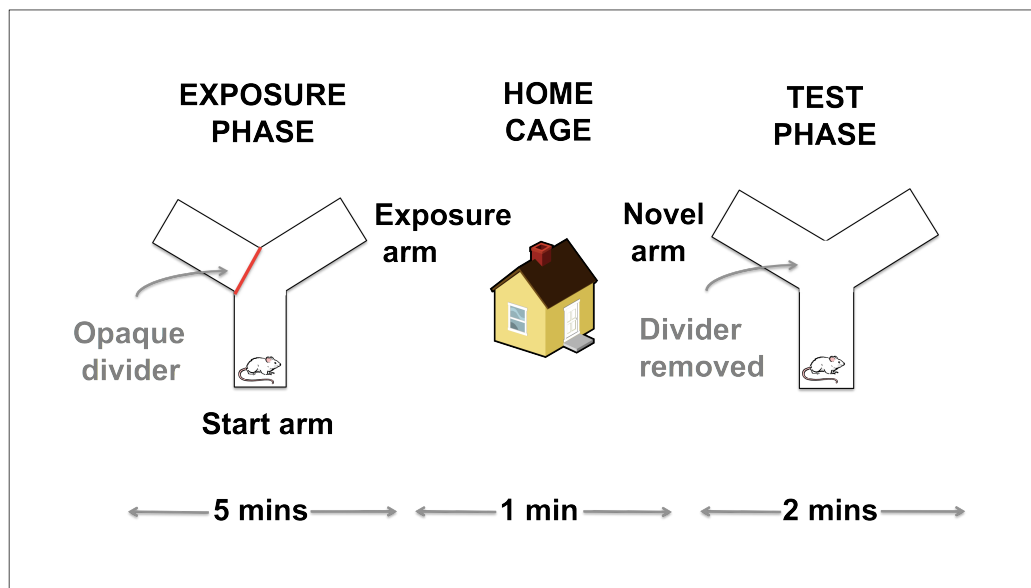 EXPOSURE
PHASE
HOME
CAGE
TEST
PHASE
Exposure
arm
Novel
arm
Opaque
divider
Divider
removed
Start arm
5 mins
1 min
2 mins